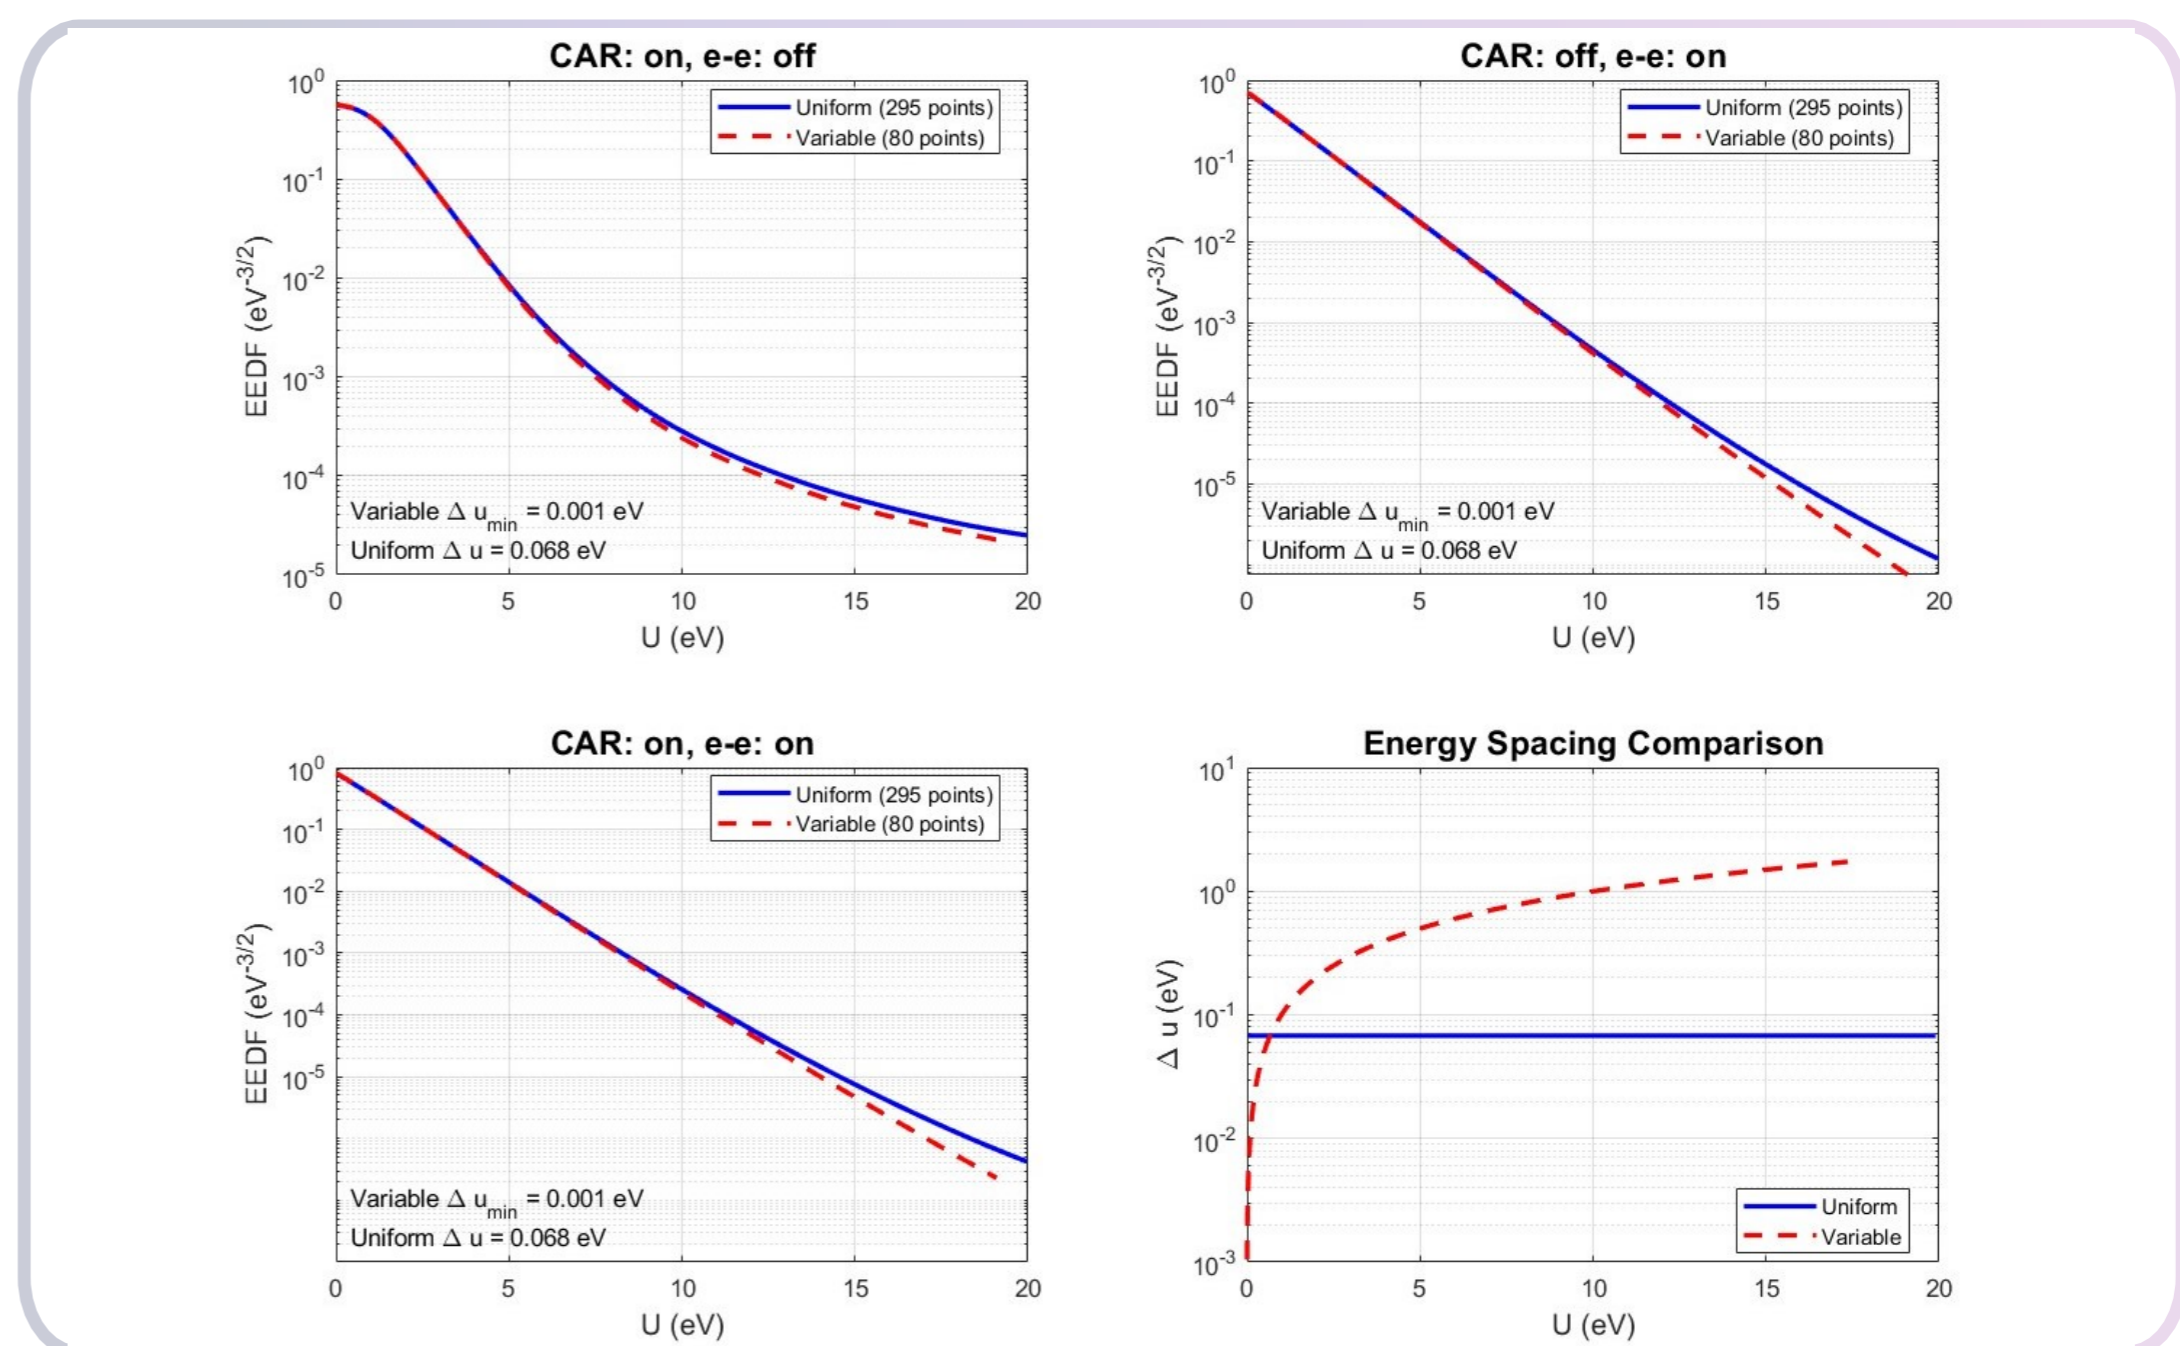 CAR: on, e-e: off
10^0
10^-1
10^-2
10^-3
10^-4
10^-5
EEDF (eV^-3/2)
Uniform (295 points)
Variable (80 points)
Variable Δ u_min = 0.001 eV
Uniform Δ u = 0.068 eV
0 5 10 15 20
U (eV)
CAR: off, e-e: on
10^0
10^-1
10^-2
10^-3
10^-4
10^-5
EEDF (eV^-3/2)
Uniform (295 points)
Variable (80 points)
Variable Δ u_min = 0.001 eV
Uniform Δ u = 0.068 eV
0 5 10 15 20
U (eV)
CAR: on, e-e: on
10^0
10^-1
10^-2
10^-3
10^-4
10^-5
EEDF (eV^-3/2)
Uniform (295 points)
Variable (80 points)
Variable Δ u_min = 0.001 eV
Uniform Δ u = 0.068 eV
0 5 10 15 20
U (eV)
Energy Spacing Comparison
10^1
10^0
10^-1
10^-2
10^-3
Δ u (eV)
Uniform
Variable
0 5 10 15 20
U (eV)